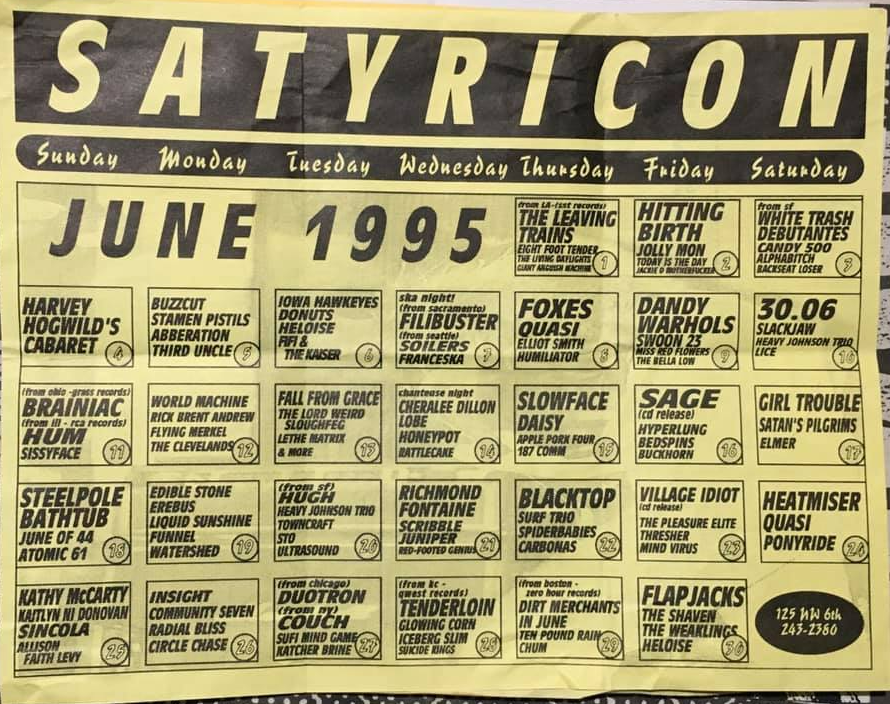 SATYRICON
Sunday Monday Tuesday Wednesday Thursday Friday Saturday
JUNE 1995
from LA-(sst records)
THE LEAVING
TRAINS
EIGHT FOOT TENDER
THE LIVING DAYLIGHTS
GIANT MACHINE
1
HITTING
BIRTH
JOLLY MON
TODAY IS THE DAY
JACKIE O MOTHERFUCKER
2
from sf
WHITE TRASH
DEBUTANTES
CANDY 500
ALPHABITCH
BACKSEAT LOSER
3
HARVEY
HOGWILD'S
CABARET
4
BUZZCUT
STAMEN PISTILS
ABBERATION
THIRD UNCLE
5
IOWA HAWKEYES
DONUTS
HELOISE
FIFI &
THE KAISER
6
ska night!
(from sacramento)
FILIBUSTER
(from seattle)
SOILERS
FRANCESKA
7
FOXES
QUASI
ELLIOT SMITH
HUMILIATOR
8
DANDY
WARHOLS
SWOON 23
MISS RED FLOWERS
THE BELLA LOW
9
30.06
SLACKJAW
HEAVY JOHNSON TRIO
LICE
10
(from ohio -grass records)
BRAINIAC
(from ill - rca records)
HUM
SISSYFACE
11
WORLD MACHINE
RICK BRENT ANDREW
FLYING MERKEL
THE CLEVELANDS
12
FALL FROM GRACE
THE LORD WEIRD
SLOUGHFEG
LETHE MATRIX
& MORE
13
chanteuse night
CHERALEE DILLON
LOBE
HONEYPOT
RATTLECAKE
14
SLOWFACE
DAISY
APPLE PORK FOUR
187 COMM
15
SAGE
(cd release)
HYPERLUNG
BEDSPINS
BUCKHORN
16
GIRL TROUBLE
SATAN'S PILGRIMS
ELMER
17
STEELPOLE
BATHTUB
JUNE OF 44
ATOMIC 61
18
EDIBLE STONE
EREBUS
LIQUID SUNSHINE
FUNNEL
WATERSHED
19
(from sf)
HUGH
HEAVY JOHNSON TRIO
TOWNCRAFT
STO
ULTRASOUND
20
RICHMOND
FONTAINE
SCRIBBLE
JUNIPER
RED-FOOTED GENIUS
21
BLACKTOP
SURF TRIO
SPIDERBABIES
CARBONAS
22
VILLAGE IDIOT
(cd release)
THE PLEASURE ELITE
THRESHER
MIND VIRUS
23
HEATMISER
QUASI
PONYRIDE
24
KATHY McCARTY
KAITLYN NI DONOVAN
SINCOLA
ALLISON
FAITH LEVY
25
INSIGHT
COMMUNITY SEVEN
RADIAL BLISS
CIRCLE CHASE
26
(from chicago)
DUOTRON
(from ny)
COUCH
SUFI MIND GAME
KATCHER BRINE
27
(from kc -
qwest records)
TENDERLOIN
GLOWING CORN
ICEBERG SLIM
SUICIDE KINGS
28
(from boston -
zero hour records)
DIRT MERCHANTS
IN JUNE
TEN POUND RAIN
CHUM
29
FLAPJACKS
THE SHAVEN
THE WEAKLINGS
HELOISE
30
125 NW 6th
243-2380